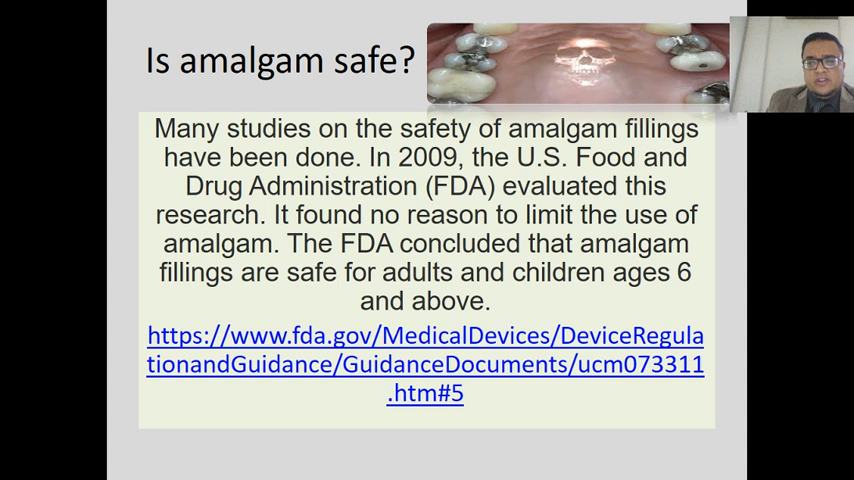 Is amalgam safe?
Many studies on the safety of amalgam fillings
have been done. In 2009, the U.S. Food and
Drug Administration (FDA) evaluated this
research. It found no reason to limit the use of
amalgam. The FDA concluded that amalgam
fillings are safe for adults and children ages 6
and above.
https://www.fda.gov/MedicalDevices/DeviceRegula
tionandGuidance/GuidanceDocuments/ucm073311
.htm#5